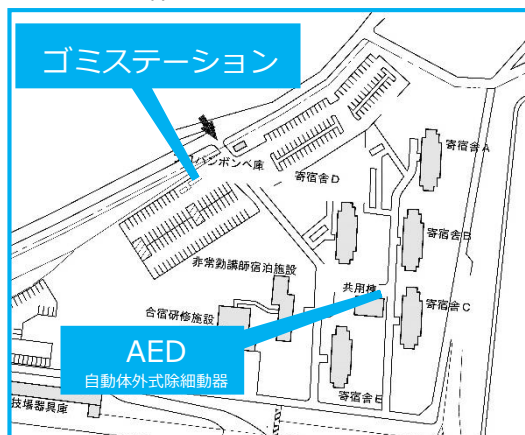 ゴミステーション
寄宿舎A
プロパンボンベ庫
寄宿舎D
寄宿舎B
非常勤講師宿泊施設
共用棟
寄宿舎C
合宿研修施設
AED
自動体外式除細動器
寄宿舎E
技場器具庫